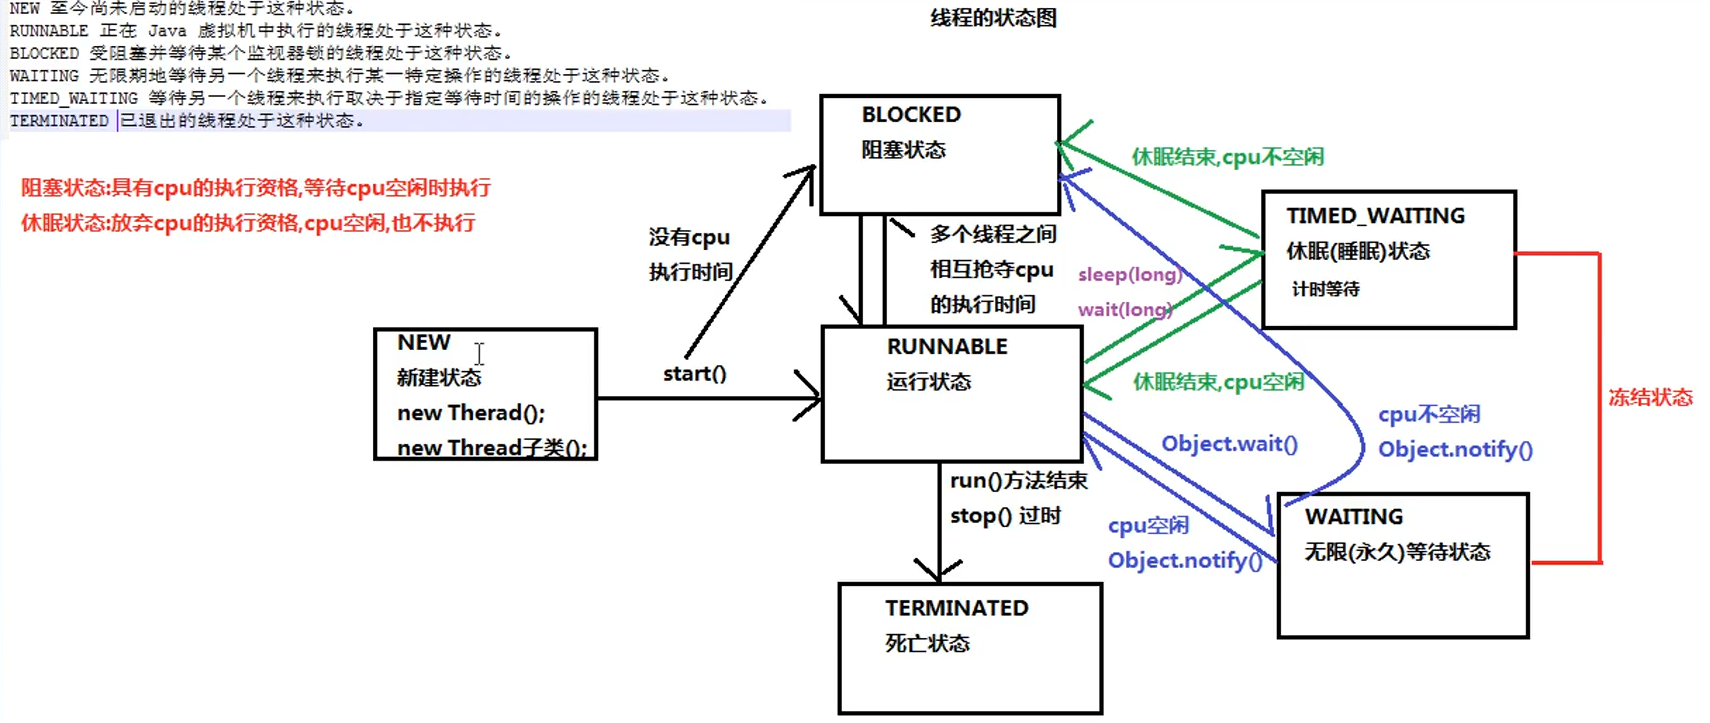 NEW 至今尚未启动的线程处于这种状态。
RUNNABLE 正在 Java 虚拟机中执行的线程处于这种状态。
BLOCKED 受阻塞并等待某个监视器锁的线程处于这种状态。
WAITING 无限期地等待另一个线程来执行某一特定操作的线程处于这种状态。
TIMED_WAITING 等待另一个线程来执行取决于指定等待时间的操作的线程处于这种状态。
TERMINATED 已退出的线程处于这种状态。
线程的状态图
阻塞状态:具有cpu的执行资格,等待cpu空闲时执行
休眠状态:放弃cpu的执行资格,cpu空闲,也不执行
BLOCKED
阻塞状态
休眠结束,cpu不空闲
TIMED_WAITING
休眠(睡眠)状态
计时等待
没有cpu
执行时间
多个线程之间
相互抢夺cpu
的执行时间
sleep(long)
wait(long)
NEW
新建状态
new Therad();
new Thread子类();
start()
RUNNABLE
运行状态
休眠结束,cpu空闲
冻结状态
cpu不空闲
Object.notify()
Object.wait()
run()方法结束
stop() 过时
cpu空闲
Object.notify()
WAITING
无限(永久)等待状态
TERMINATED
死亡状态